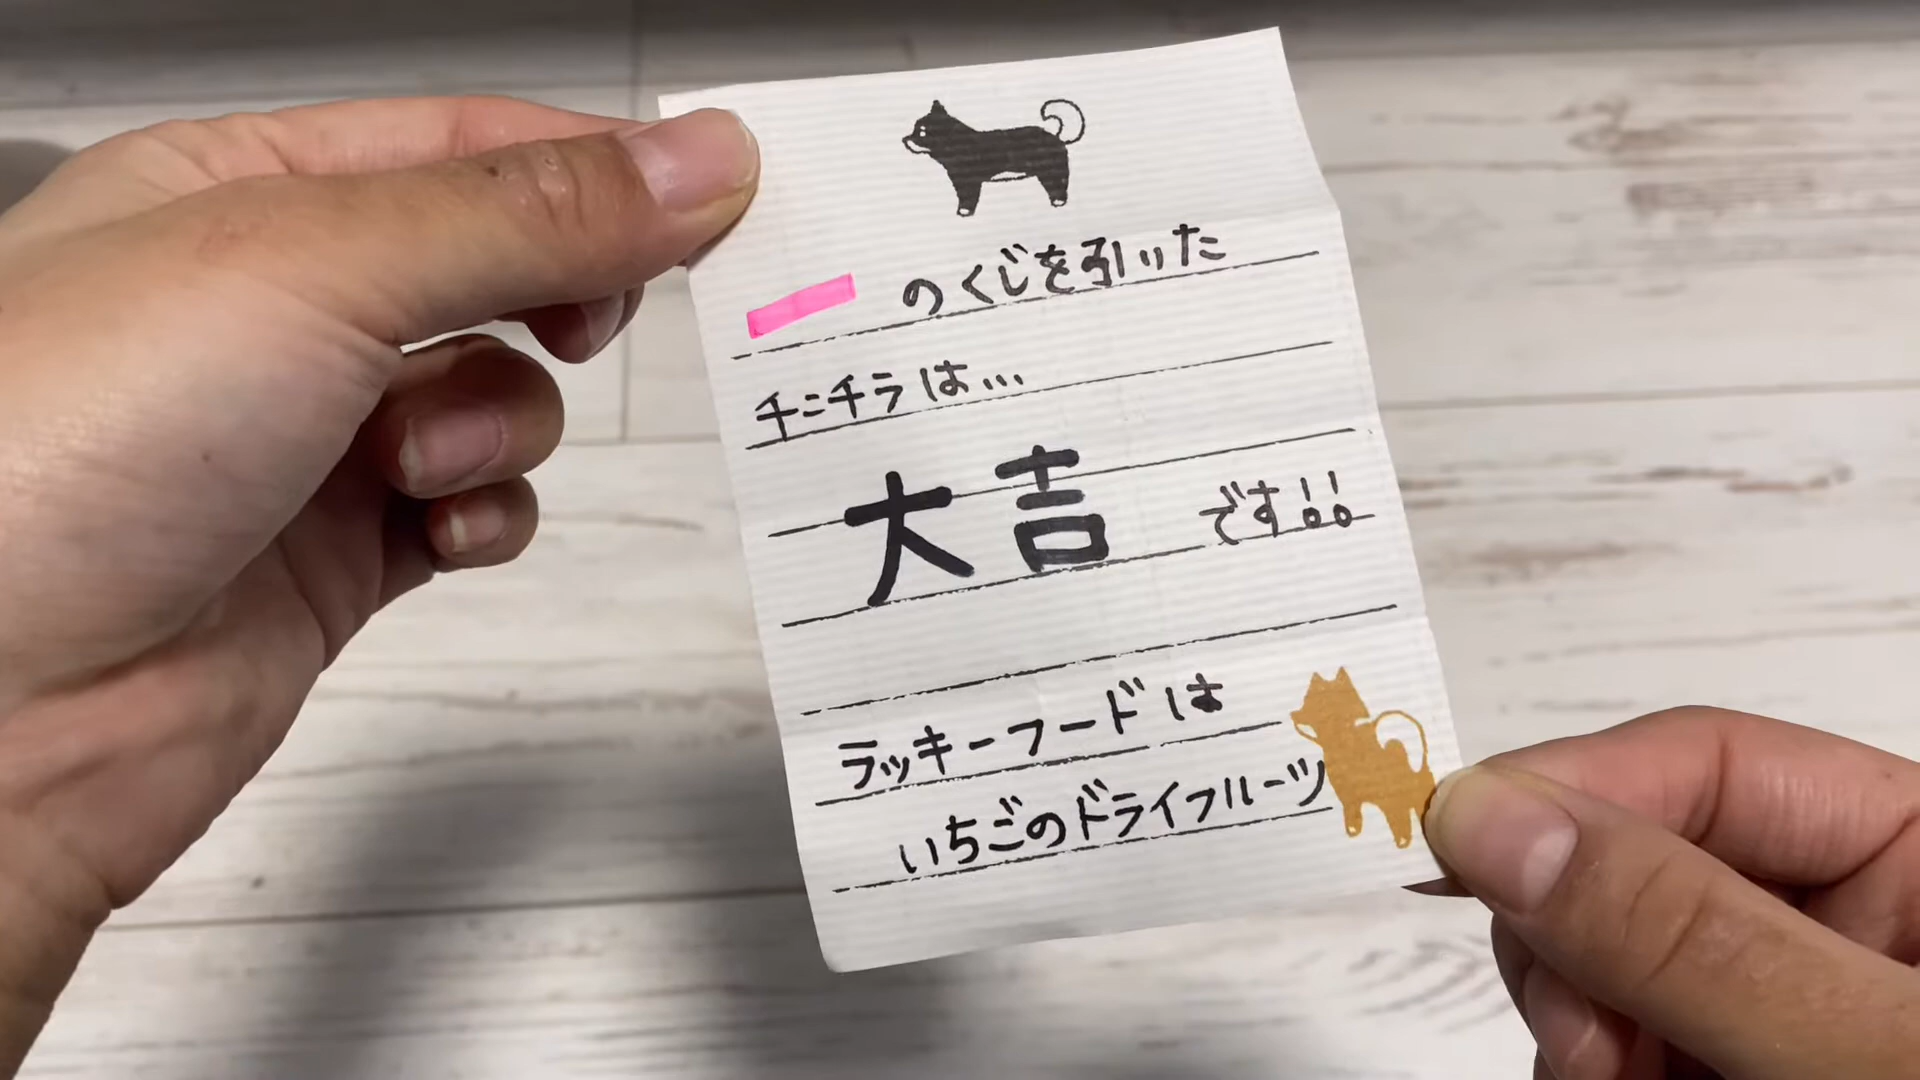 のくじを引いた
チニチラは...
大吉です!!
ラッキーフードは
いちごのドライフルーツ